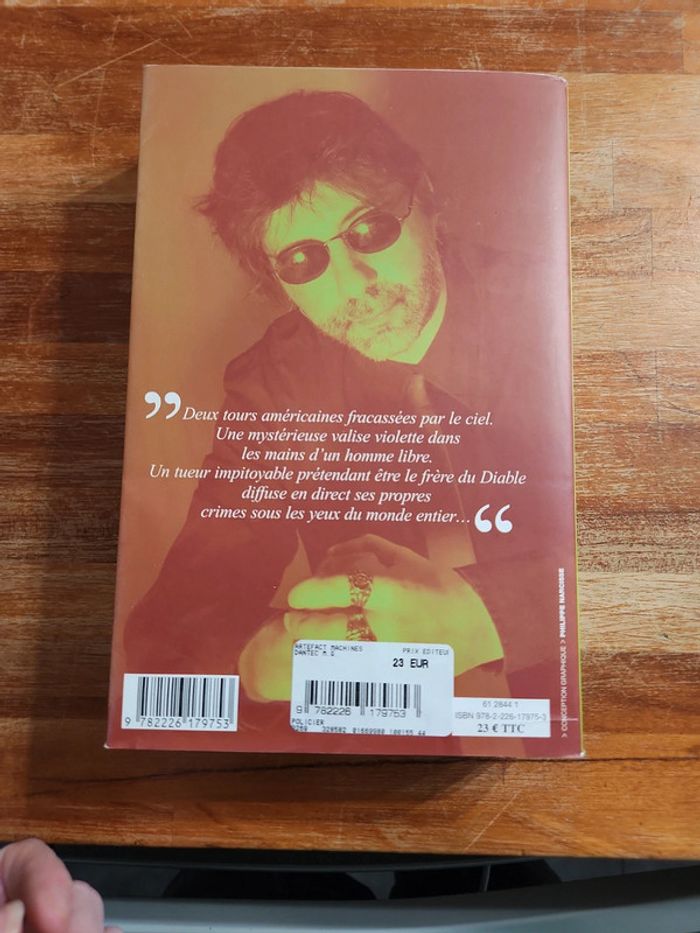 ” Deux tours américaines fracassées par le ciel.
Une mystérieuse valise violette dans
les mains d'un homme libre.
Un tueur impitoyable prétendant être le frère du Diable
diffuse en direct ses propres
crimes sous les yeux du monde entier... “
> CONCEPTION GRAPHIQUE > PHILIPPE NARCISSE
ARTEFACT MACHINES PRIX EDITEU
DANTEC M.G
23 EUR
9 782226 179753
POLICIER
9 782226 179753
61 2844 1
ISBN 978-2-226-17975-3
23 € TTC